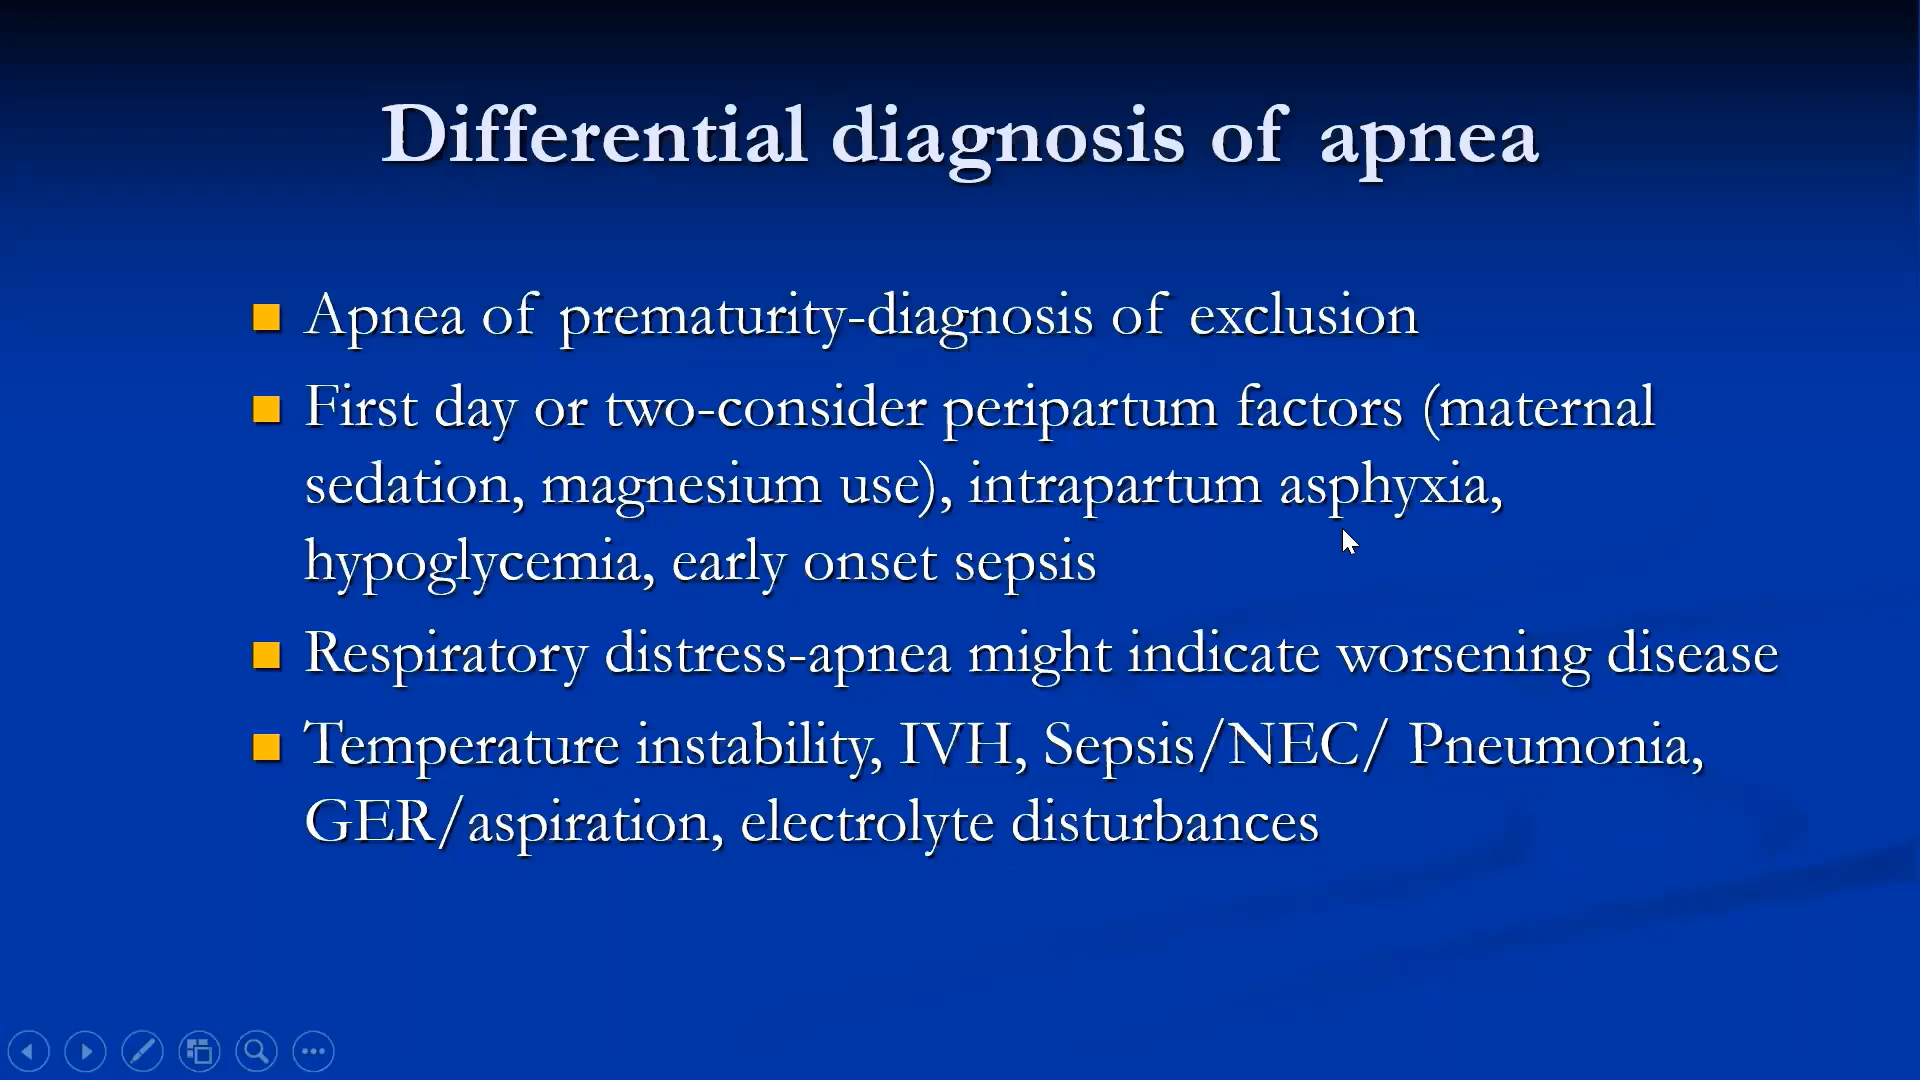 Differential diagnosis of apnea
Apnea of prematurity-diagnosis of exclusion
First day or two-consider peripartum factors (maternal
sedation, magnesium use), intrapartum asphyxia,
hypoglycemia, early onset sepsis
Respiratory distress-apnea might indicate worsening disease
Temperature instability, IVH, Sepsis/NEC/ Pneumonia,
GER/aspiration, electrolyte disturbances